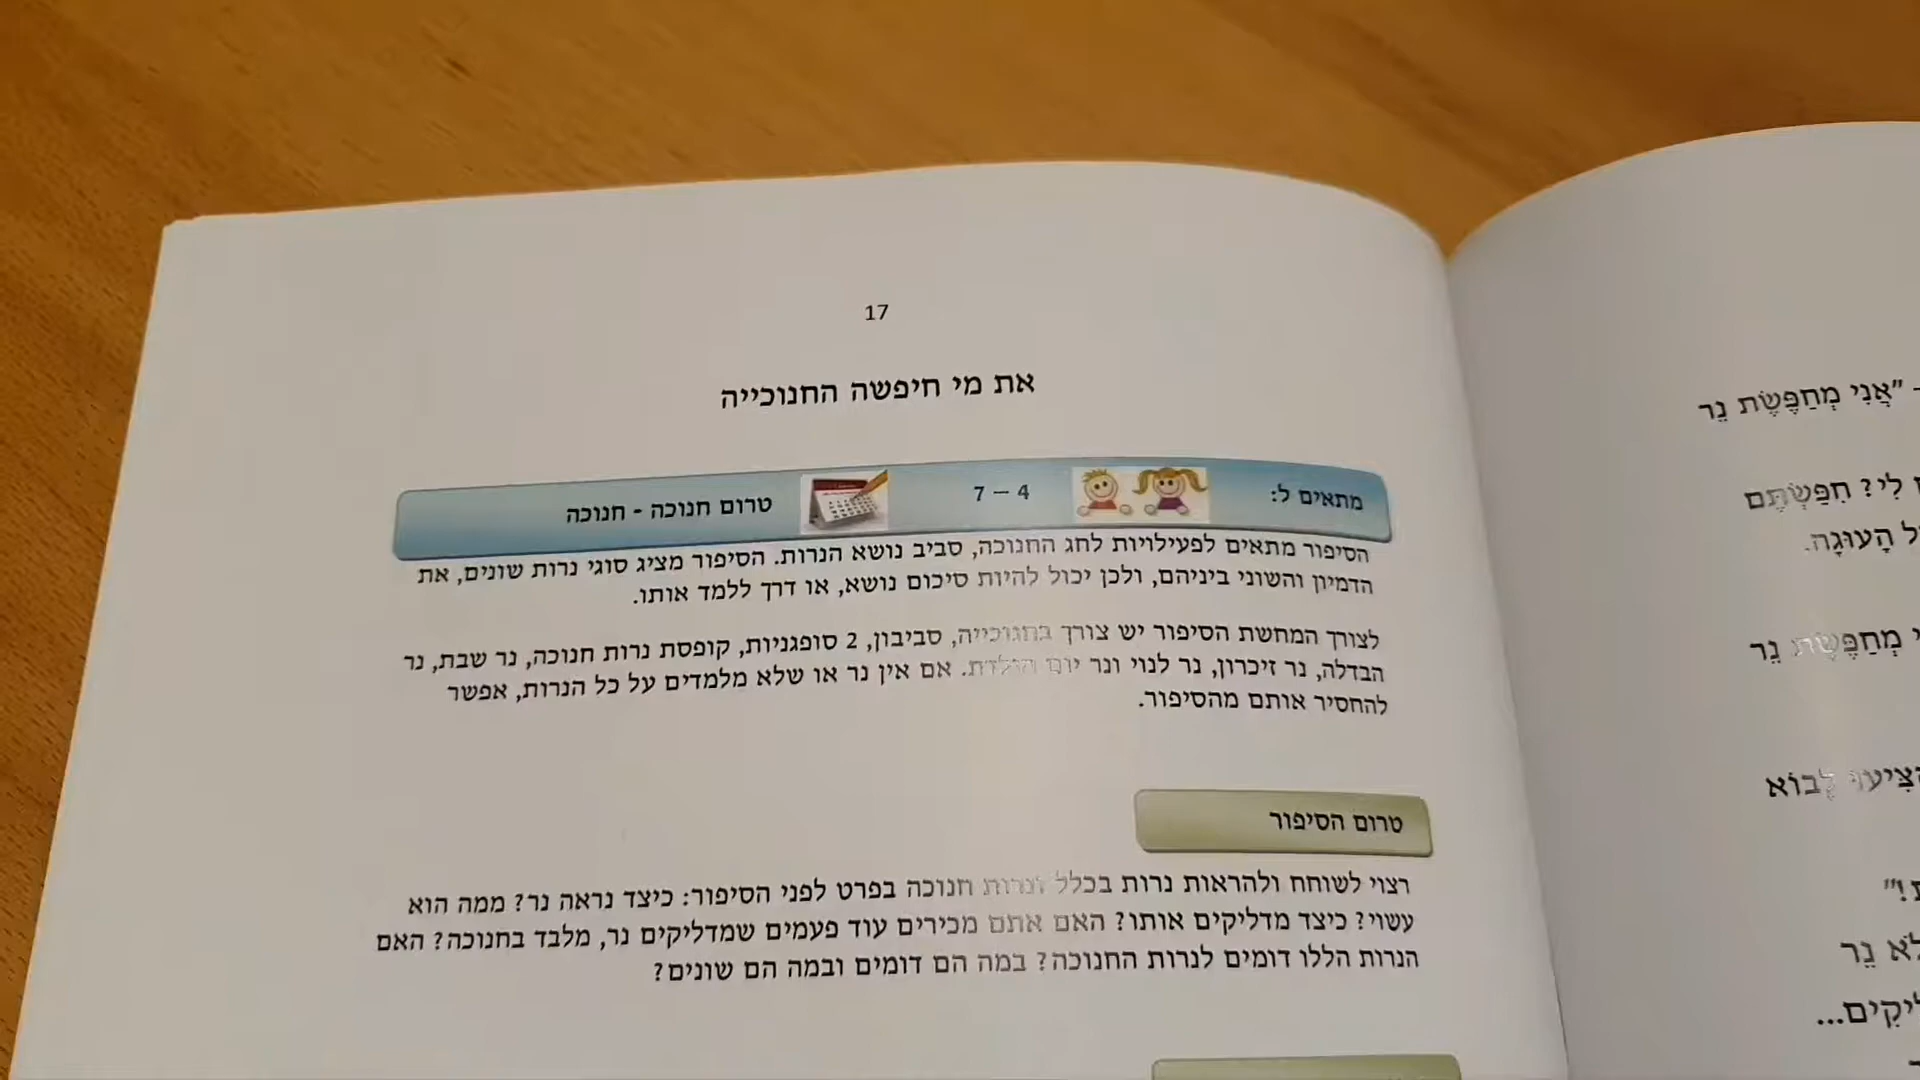 17
את מי חיפשה החנוכייה
מתאים ל: 4 – 7 טרום חנוכה - חנוכה
הסיפור מתאים לפעילויות לחג החנוכה, סביב נושא הנרות. הסיפור מציג סוגי נרות שונים, את
הדמיון והשוני ביניהם, ולכן יכול להיות סיכום נושא, או דרך ללמד אותו.
לצורך המחשת הסיפור יש צורך בחנוכייה, סביבון, 2 סופגניות, קופסת נרות חנוכה, נר שבת, נר
הבדלה, נר זיכרון, נר לנוי ונר יום הולדת. אם אין נר או שלא מלמדים על כל הנרות, אפשר
להחסיר אותם מהסיפור.
טרום הסיפור
רצוי לשוחח ולהראות נרות בכלל ונרות חנוכה בפרט לפני הסיפור: כיצד נראה נר? ממה הוא
עשוי? כיצד מדליקים אותו? האם אתם מכירים עוד פעמים שמדליקים נר, מלבד בחנוכה? האם
הנרות הללו דומים לנרות החנוכה? במה הם דומים ובמה הם שונים?
- "אֲנִי מְחַפֶּשֶׂת נֵר
לִי? חִפַּשְׂתֶּם
הָעוּגָה.
מְחַפֶּשֶׂת נֵר
לָבוֹא
נֵר